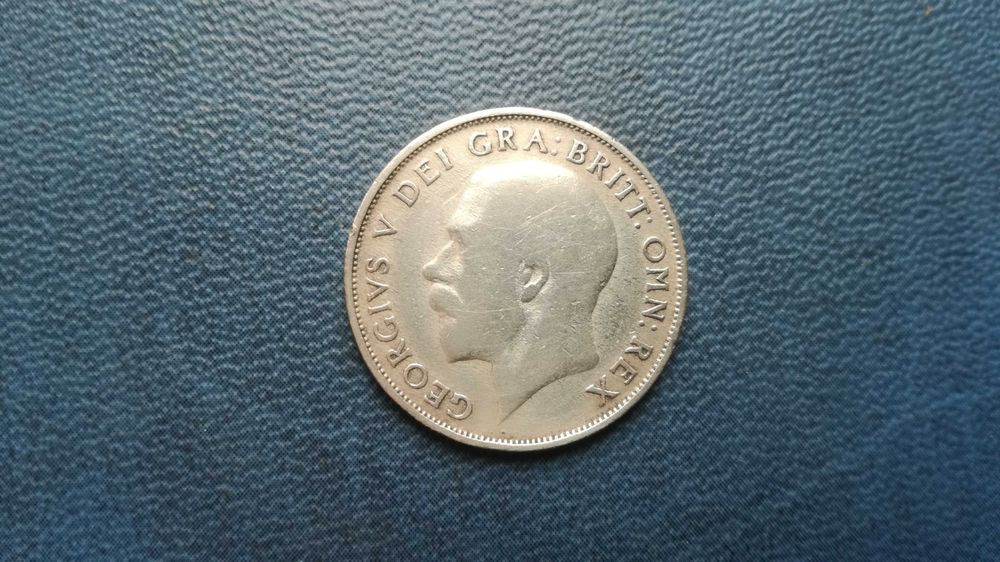 GEORGIVS V DEI GRA: BRITT: OMN: REX